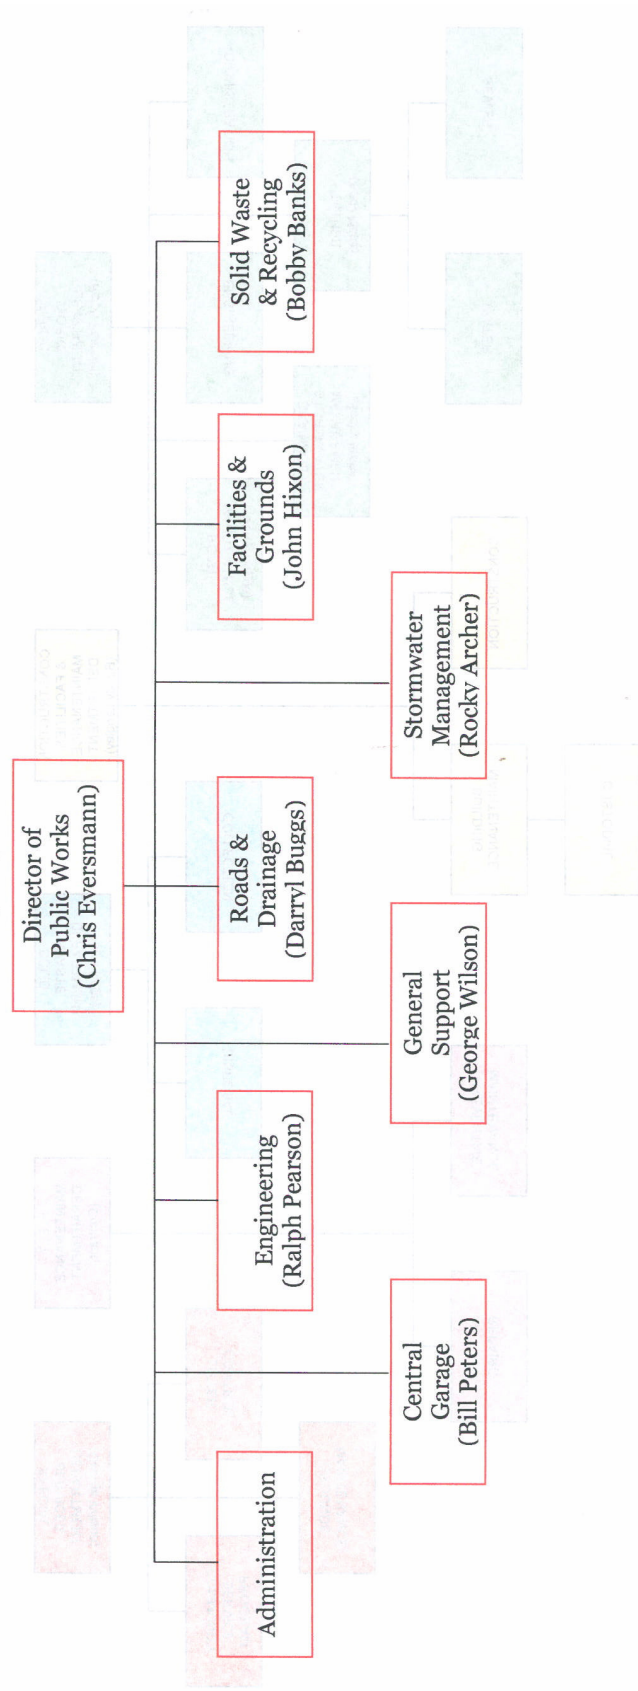 Director of
Public Works
(Chris Eversmann)
Administration
Engineering
(Ralph Pearson)
Roads &
Drainage
(Darryl Buggs)
Facilities &
Grounds
(John Hixon)
Solid Waste
& Recycling
(Bobby Banks)
Central
Garage
(Bill Peters)
General
Support
(George Wilson)
Stormwater
Management
(Rocky Archer)